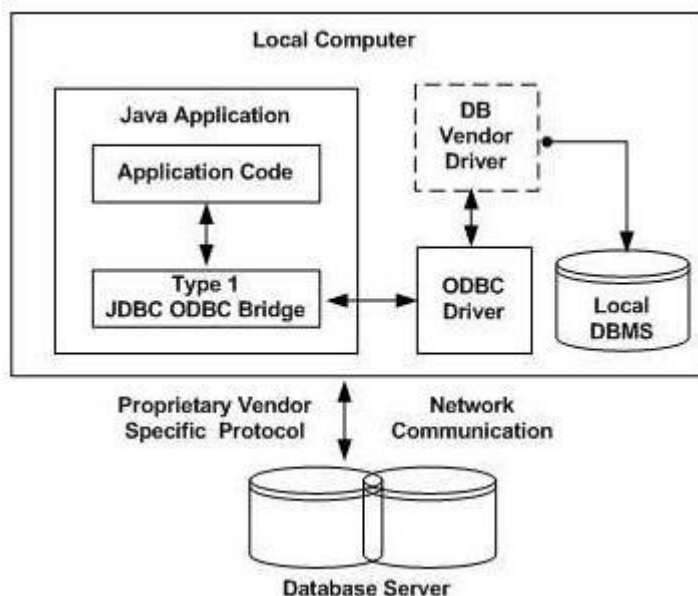 Local Computer
Java Application
Application Code
Type 1
JDBC ODBC Bridge
DB
Vendor
Driver
ODBC
Driver
Local
DBMS
Proprietary Vendor
Specific Protocol
Network
Communication
Database Server